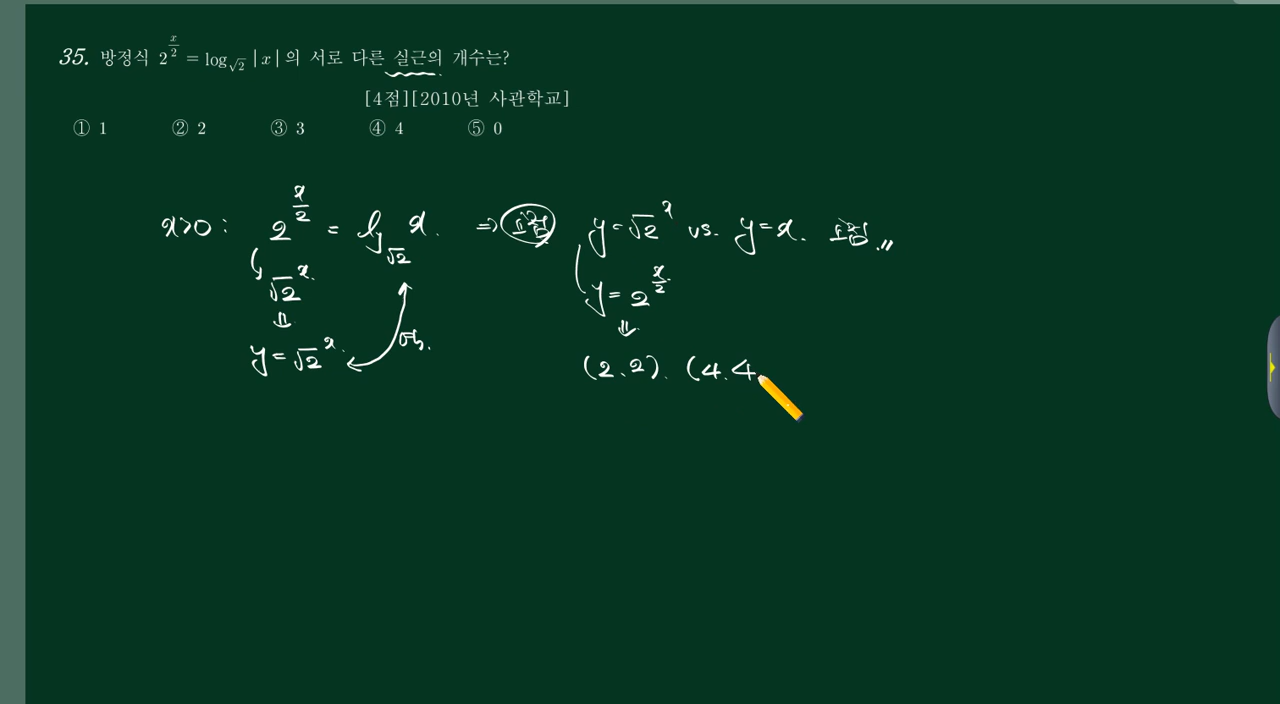 35. 방정식 2^{x/2} = log_{√2} |x| 의 서로 다른 실근의 개수는?
[4점][2010년 사관학교]
① 1 ② 2 ③ 3 ④ 4 ⑤ 0
x>0 : 2^{x/2} = log_{√2} x. ⇒ 교점 y=√2^x vs. y=x. 교점.
√2^x. y=2^{x/2}.
⇓ ⇓
y=√2^x. (2.2). (4.4